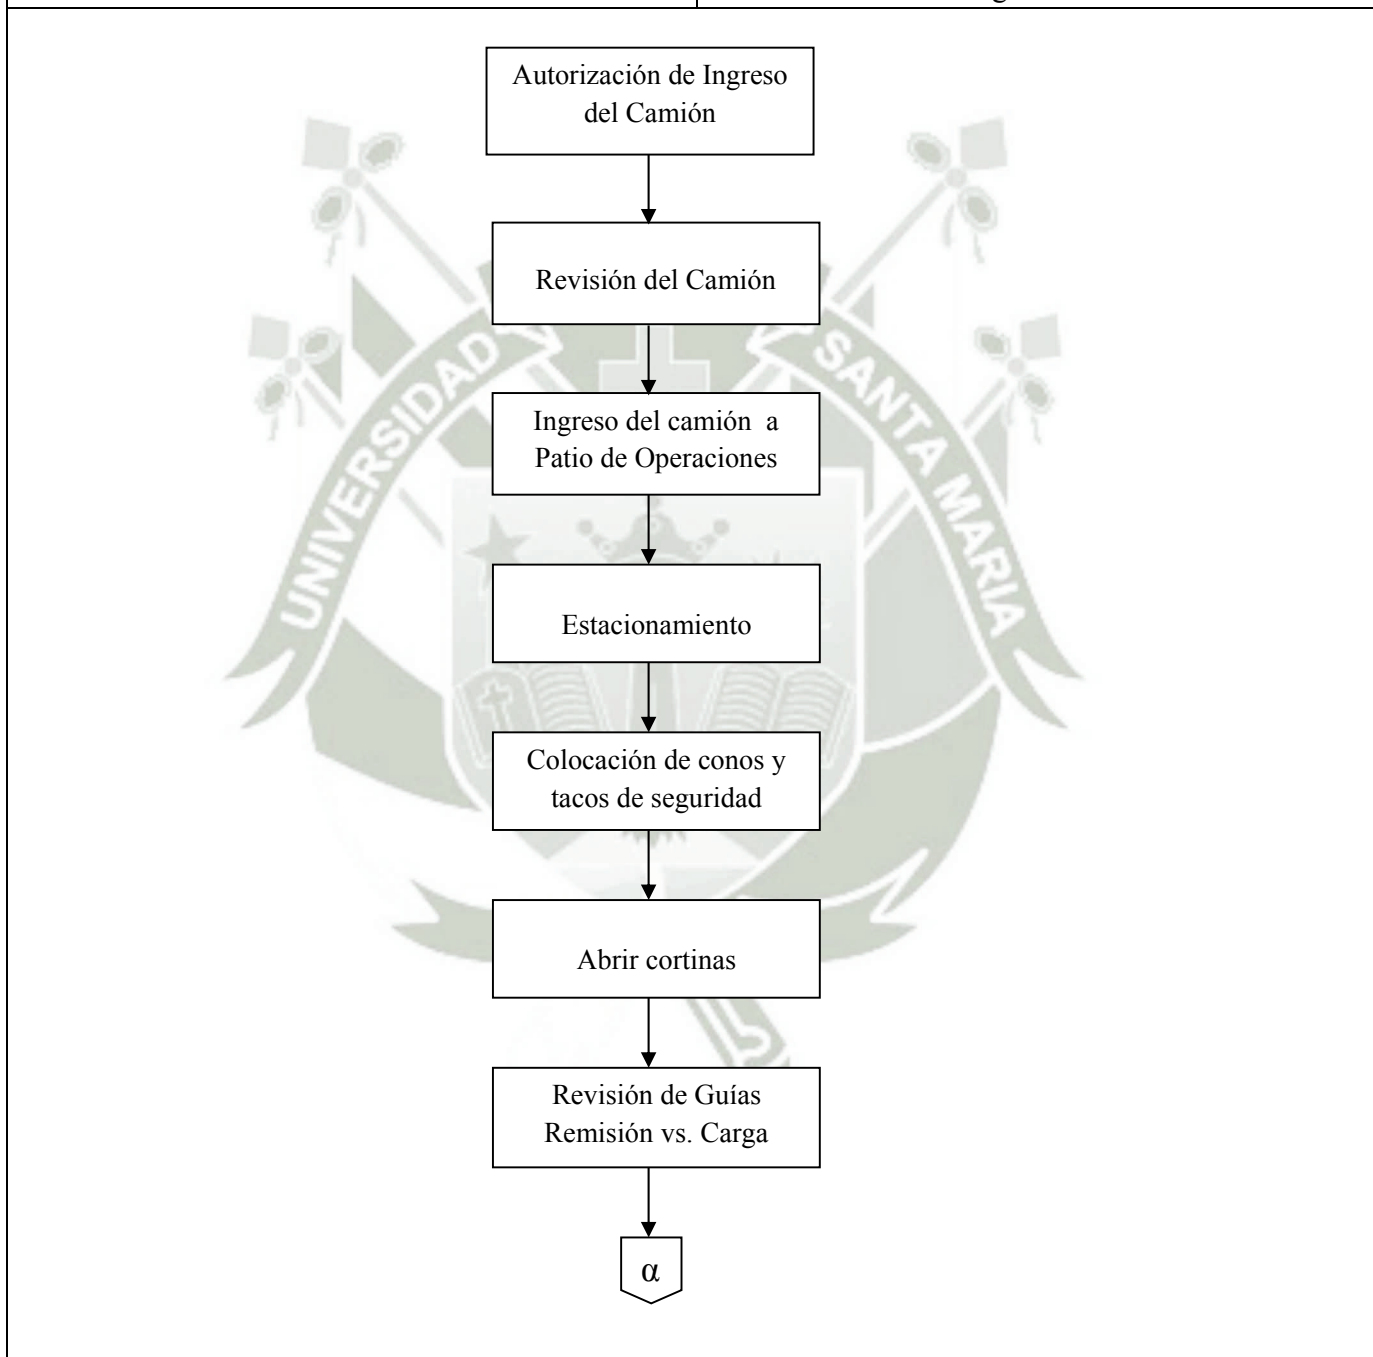 Autorización de Ingreso
del Camión
Revisión del Camión
UNIVERSIDAD
SANTA MARIA
Ingreso del camión a
Patio de Operaciones
Estacionamiento
Colocación de conos y
tacos de seguridad
Abrir cortinas
Revisión de Guías
Remisión vs. Carga
α